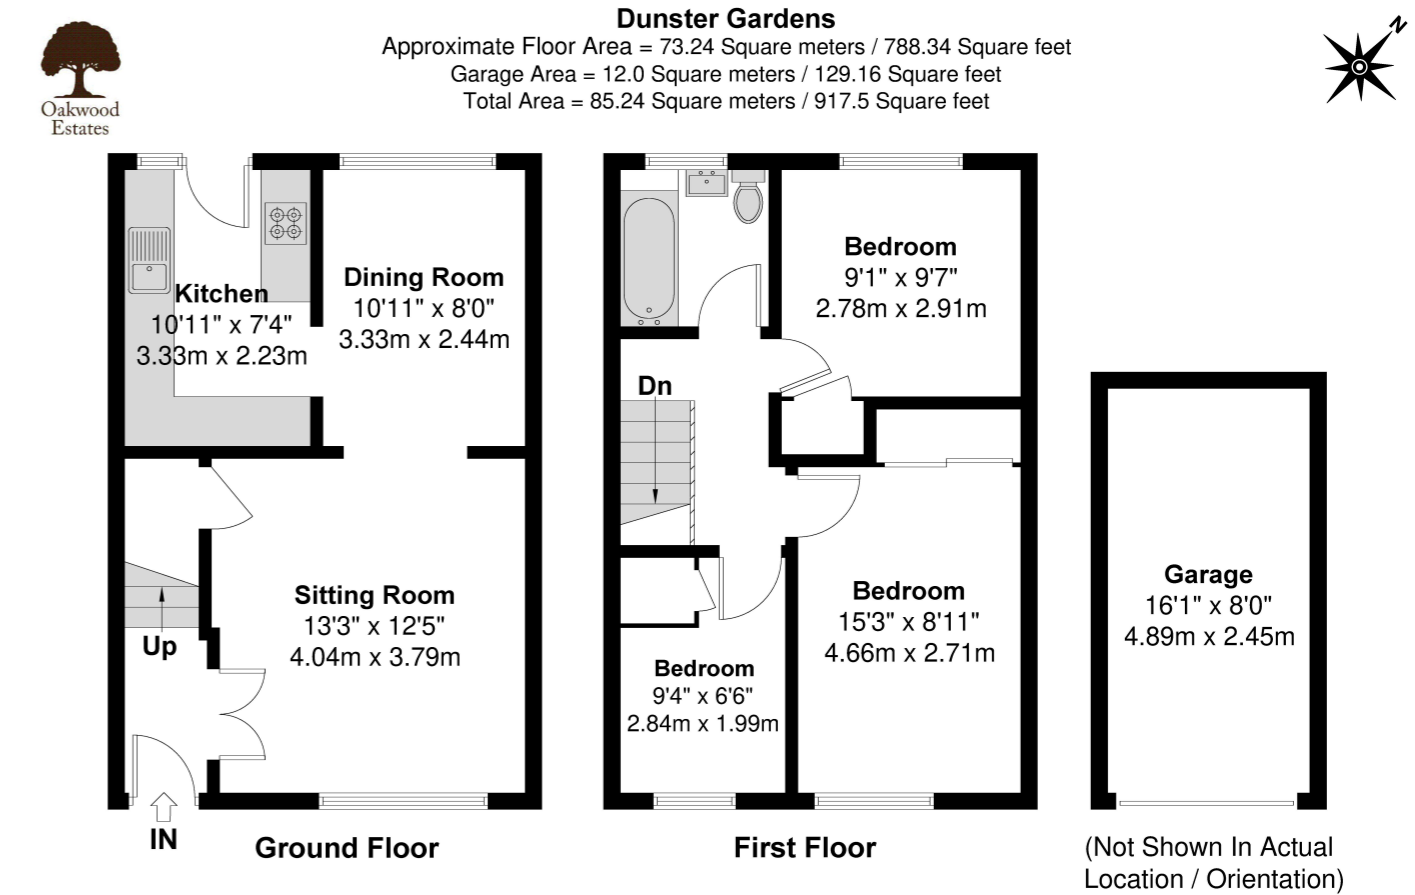 Dunster Gardens
Approximate Floor Area = 73.24 Square meters / 788.34 Square feet
Garage Area = 12.0 Square meters / 129.16 Square feet
Total Area = 85.24 Square meters / 917.5 Square feet
Oakwood
Estates
N
Kitchen
10'11" x 7'4"
3.33m x 2.23m
Dining Room
10'11" x 8'0"
3.33m x 2.44m
Sitting Room
13'3" x 12'5"
4.04m x 3.79m
Up
IN
Ground Floor
Bedroom
9'1" x 9'7"
2.78m x 2.91m
Dn
Bedroom
15'3" x 8'11"
4.66m x 2.71m
Bedroom
9'4" x 6'6"
2.84m x 1.99m
First Floor
Garage
16'1" x 8'0"
4.89m x 2.45m
(Not Shown In Actual
Location / Orientation)